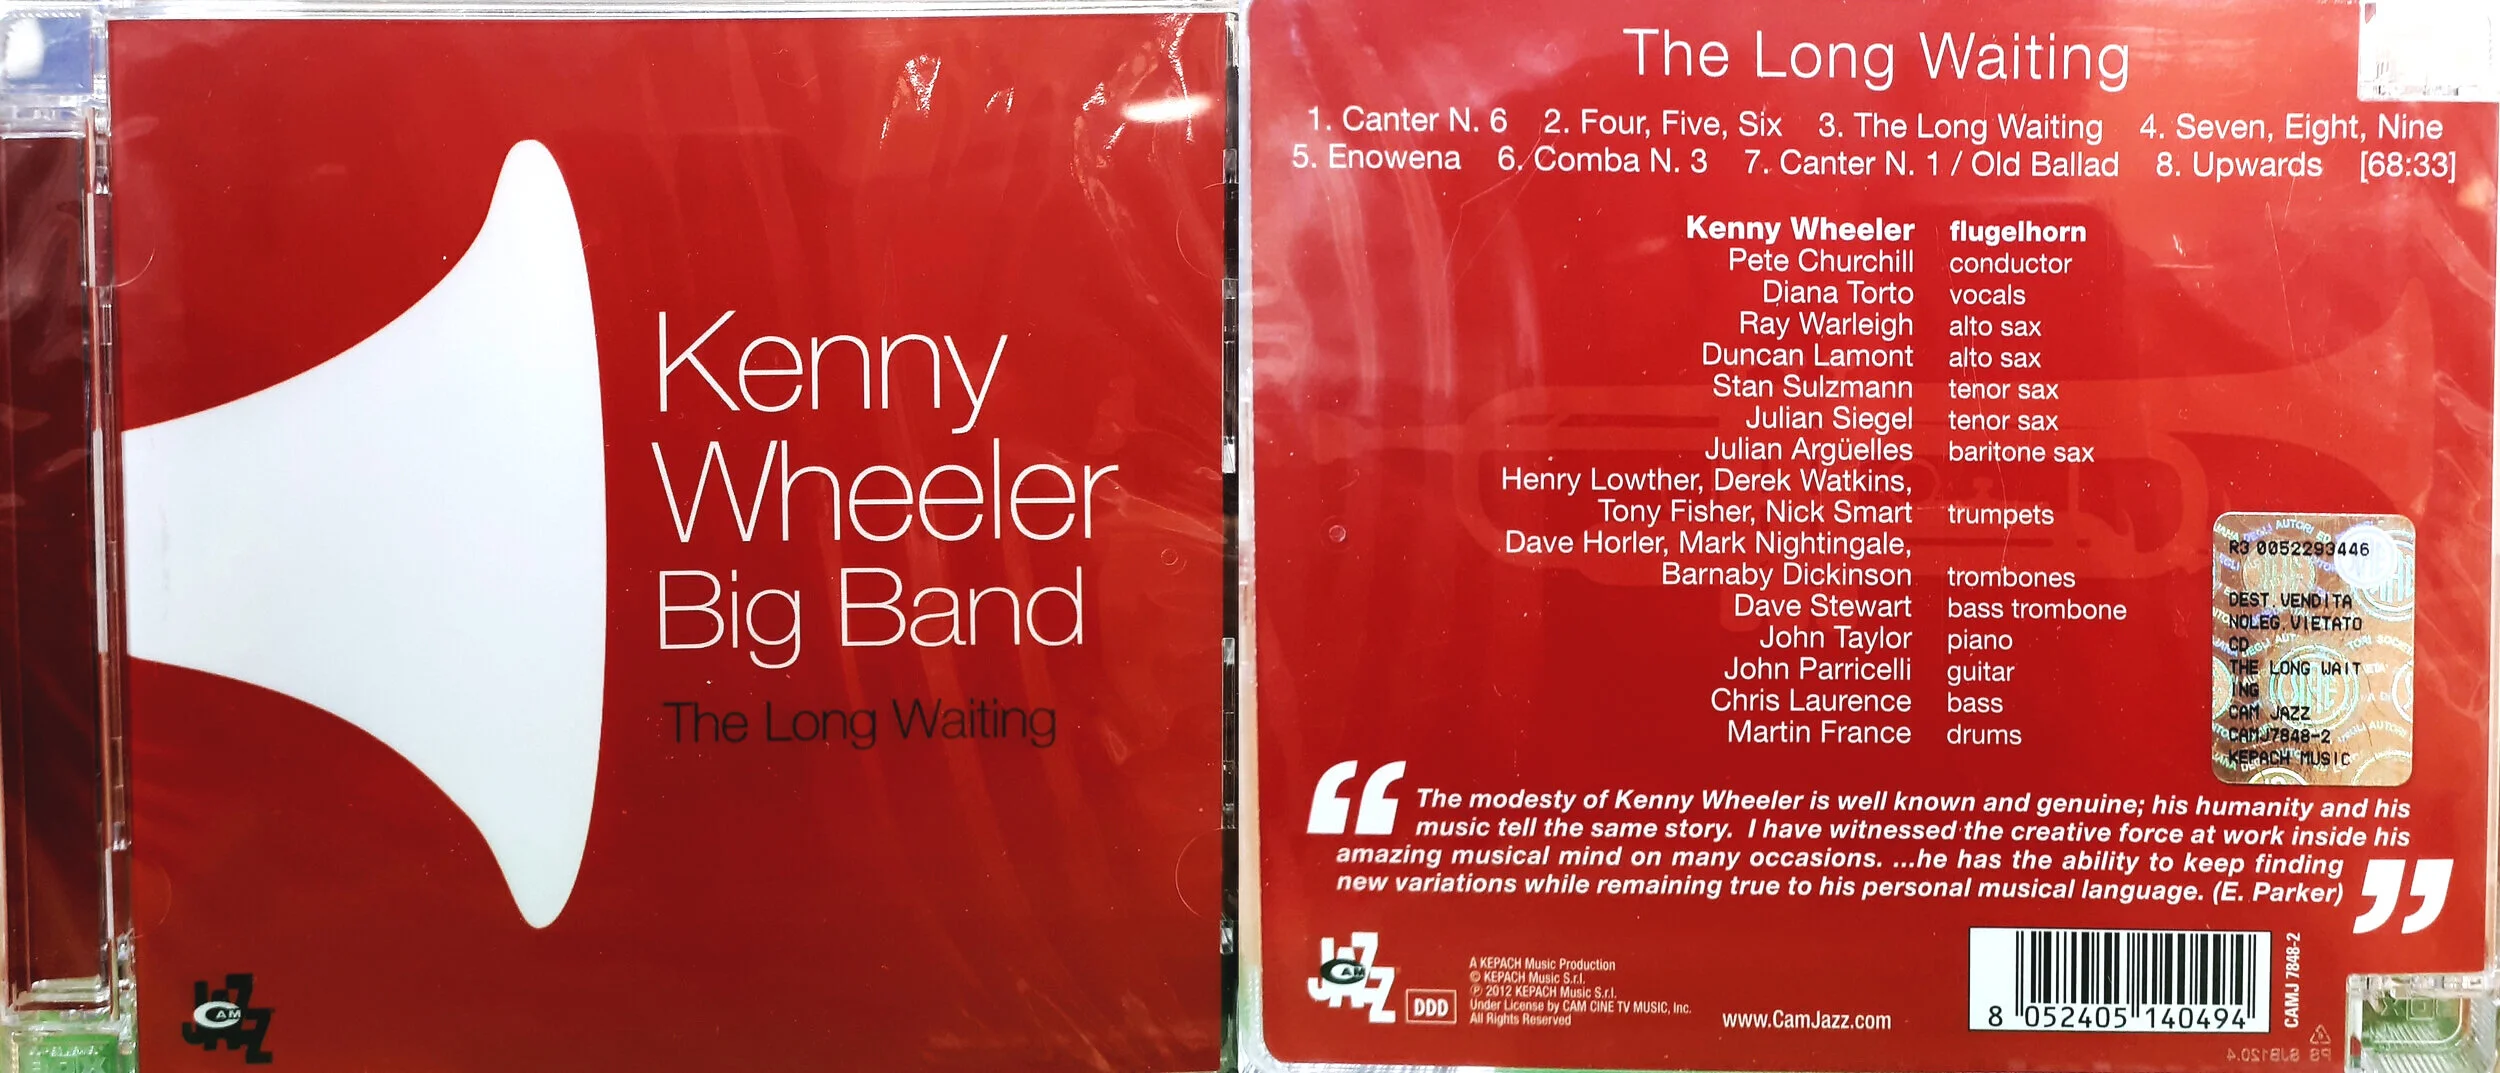 Kenny
Wheeler
Big Band
The Long Waiting
JAZZ
CAM
The Long Waiting
1. Canter N. 6 2. Four, Five, Six 3. The Long Waiting 4. Seven, Eight, Nine
5. Enowena 6. Comba N. 3 7. Canter N. 1 / Old Ballad 8. Upwards [68:33]
Kenny Wheeler flugelhorn
Pete Churchill conductor
Diana Torto vocals
Ray Warleigh alto sax
Duncan Lamont alto sax
Stan Sulzmann tenor sax
Julian Siegel tenor sax
Julian Argüelles baritone sax
Henry Lowther, Derek Watkins,
Tony Fisher, Nick Smart trumpets
Dave Horler, Mark Nightingale,
Barnaby Dickinson trombones
Dave Stewart bass trombone
John Taylor piano
John Parricelli guitar
Chris Laurence bass
Martin France drums
R3 0052293446
DEST.VENDITA
NOLEG.VIETATO
CD
THE LONG WAIT
ING
CAM JAZZ
CAMJ7848-2
KEPACH MUSIC
“The modesty of Kenny Wheeler is well known and genuine; his humanity and his
music tell the same story. I have witnessed the creative force at work inside his
amazing musical mind on many occasions. ...he has the ability to keep finding
new variations while remaining true to his personal musical language. (E. Parker)”
JAZZ
CAM
DDD
A KEPACH Music Production
© KEPACH Music S.r.l.
℗ 2012 KEPACH Music S.r.l.
Under License by CAM CINE TV MUSIC, Inc.
All Rights Reserved
www.CamJazz.com
8 052405 140494
CAMJ 7848-2